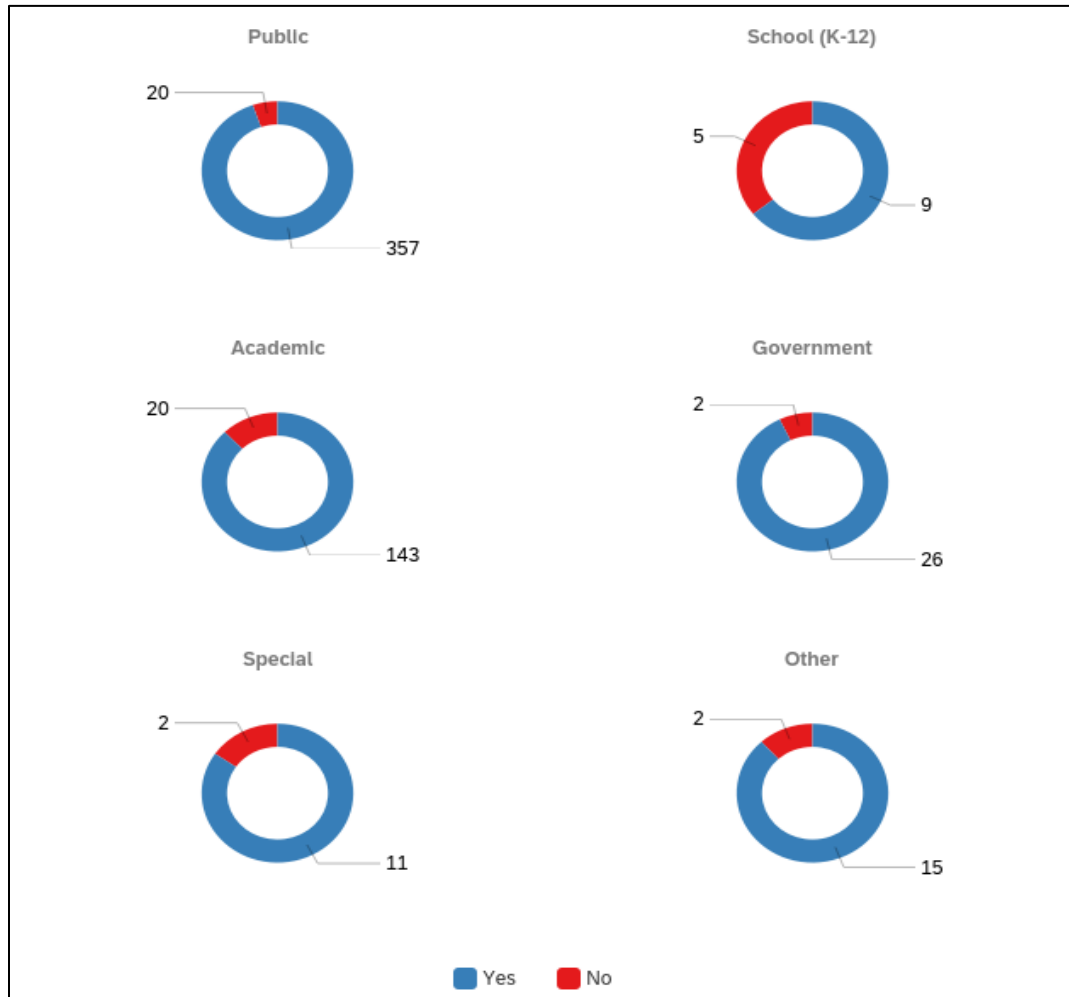 Public
School (K-12)
20
357
5
9
Academic
Government
20
143
2
26
Special
Other
2
11
2
15
Yes
No